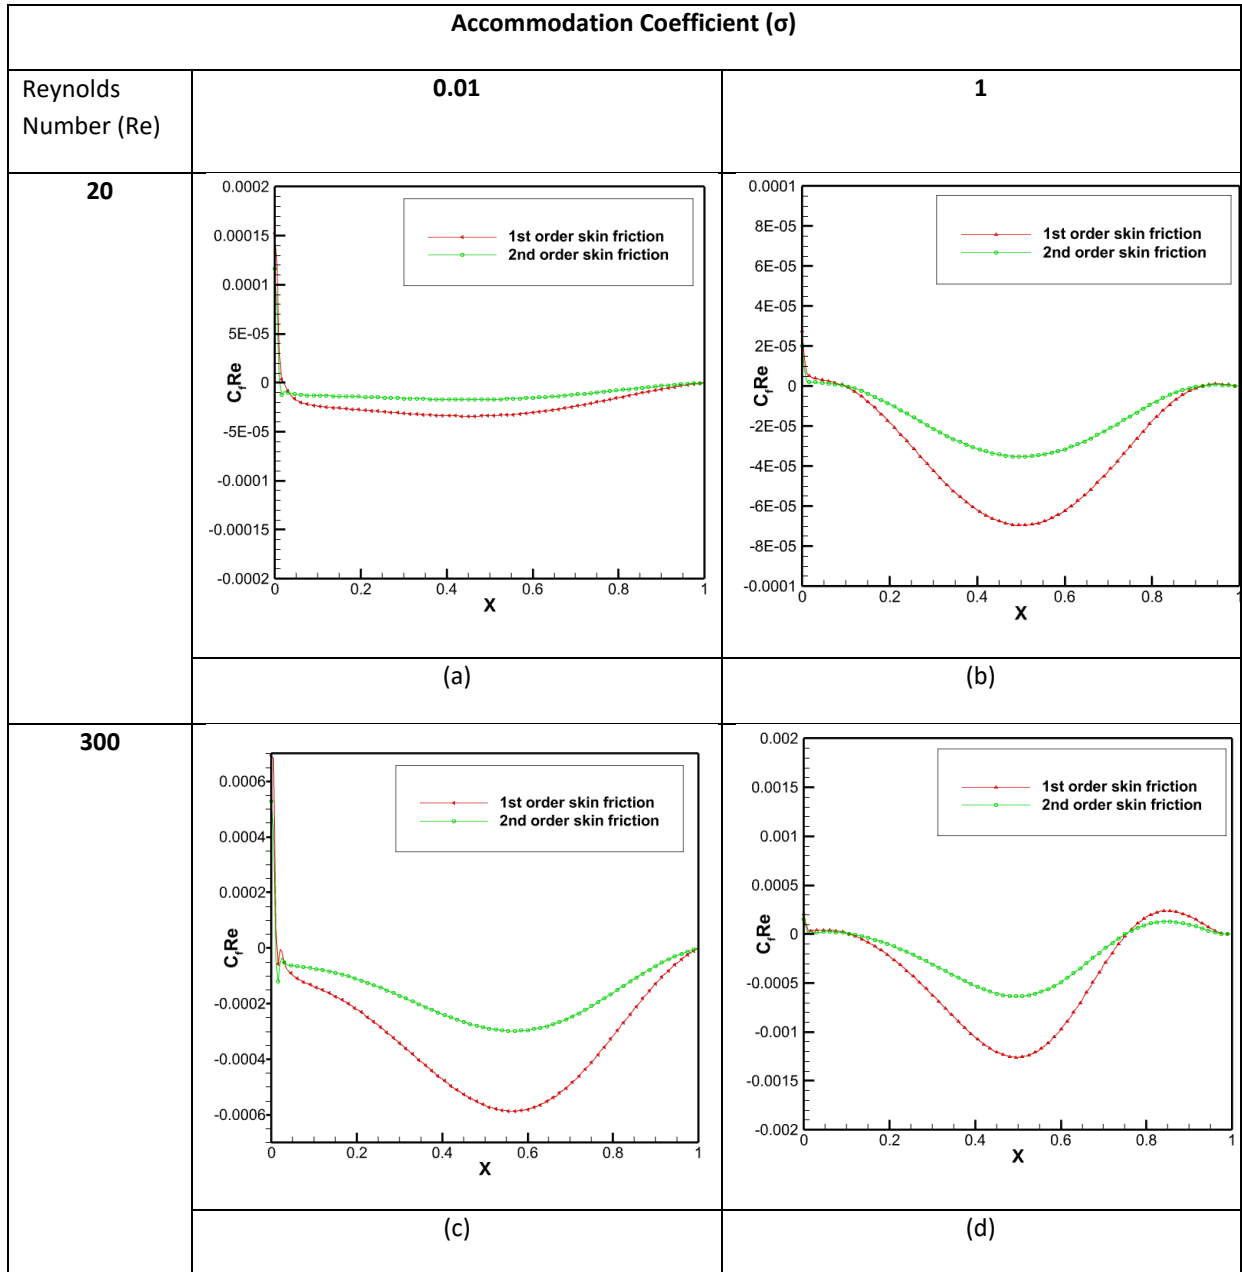 Accommodation Coefficient (σ)
Reynolds
Number (Re)
0.01
1
20
0.0002
0.00015
0.0001
5E-05
0
-5E-05
-0.0001
-0.00015
-0.0002
CfRe
1st order skin friction
2nd order skin friction
0 0.2 0.4 0.6 0.8 1
X
0.0001
8E-05
6E-05
4E-05
2E-05
0
-2E-05
-4E-05
-6E-05
-8E-05
-0.0001
CfRe
1st order skin friction
2nd order skin friction
0 0.2 0.4 0.6 0.8 1
X
(a)
(b)
300
0.0006
0.0004
0.0002
0
-0.0002
-0.0004
-0.0006
CfRe
1st order skin friction
2nd order skin friction
0 0.2 0.4 0.6 0.8 1
X
0.002
0.0015
0.001
0.0005
0
-0.0005
-0.001
-0.0015
-0.002
CfRe
1st order skin friction
2nd order skin friction
0 0.2 0.4 0.6 0.8 1
X
(c)
(d)